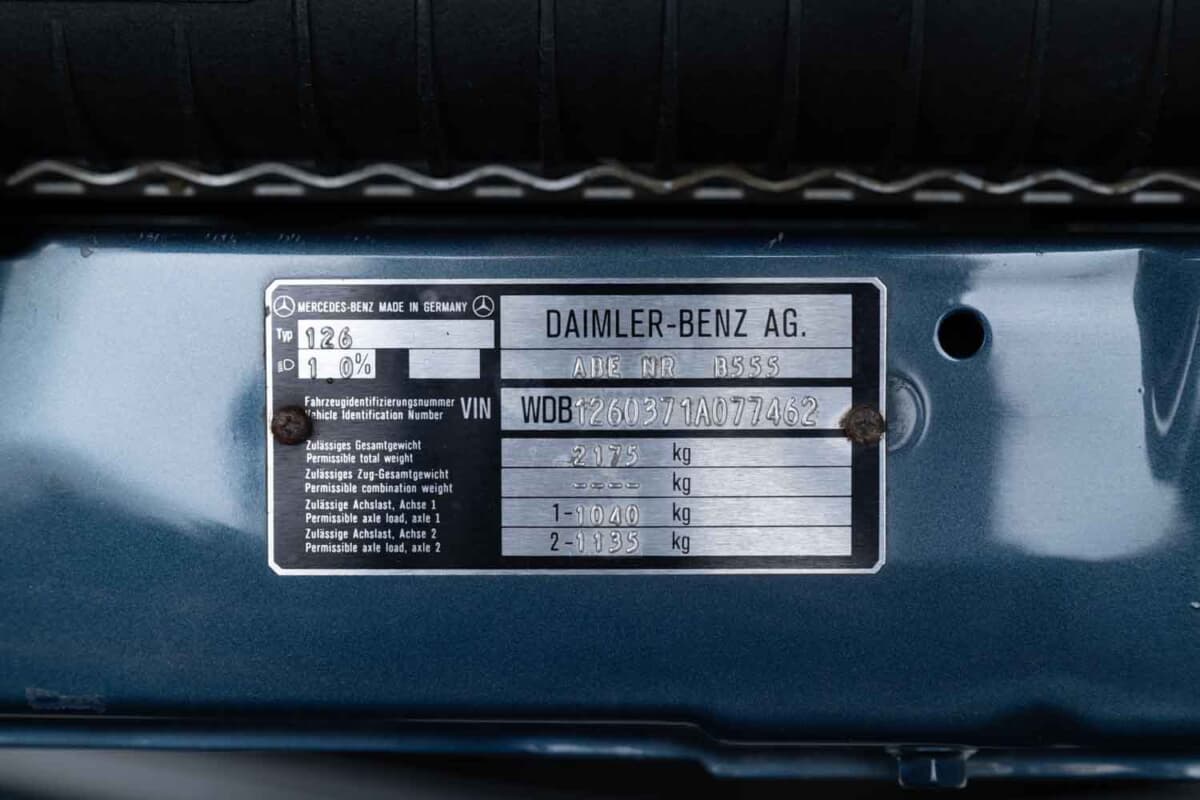 MERCEDES-BENZ MADE IN GERMANY
Typ 126
1.0%
DAIMLER-BENZ AG.
ABE NR B555
Fahrzeugidentifizierungsnummer
Vehicle Identification Number
VIN
WDB1260371A077462
Zulässiges Gesamtgewicht
Permissible total weight
2175 kg
Zulässiges Zug-Gesamtgewicht
Permissible combination weight
---- kg
Zulässige Achslast, Achse 1
Permissible axle load, axle 1
1-1040 kg
Zulässige Achslast, Achse 2
Permissible axle load, axle 2
2-1135 kg